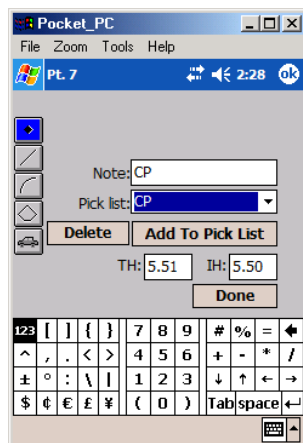 Pocket_PC
File Zoom Tools Help
Pt. 7 2:28 ok
Note: CP
Pick list: CP
Delete Add To Pick List
TH: 5.51 IH: 5.50
Done
123 [ ] { } 7 8 9 # % = 🠸
^ , . < > 4 5 6 + - * /
± ° : \ | 1 2 3 ↓ ↑ ← →
$ ¢ € £ ¥ ( 0 ) Tab space ↵